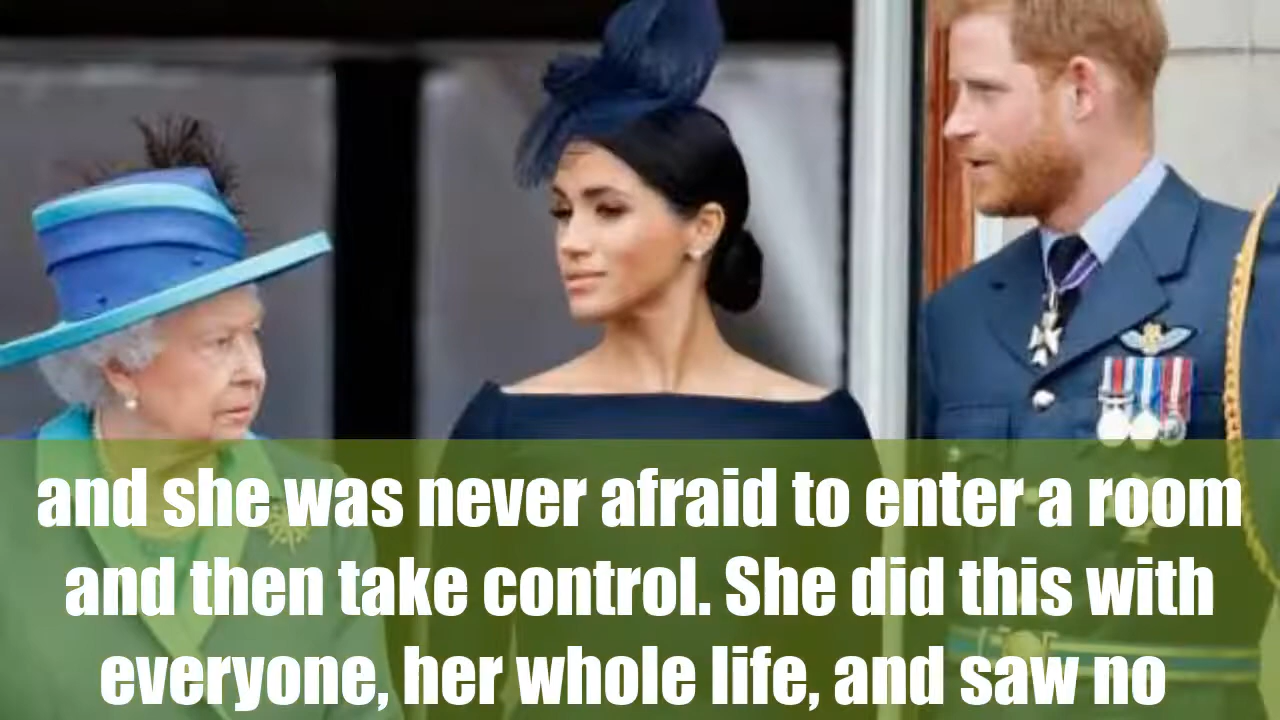 and she was never afraid to enter a room
and then take control. She did this with
everyone, her whole life, and saw no